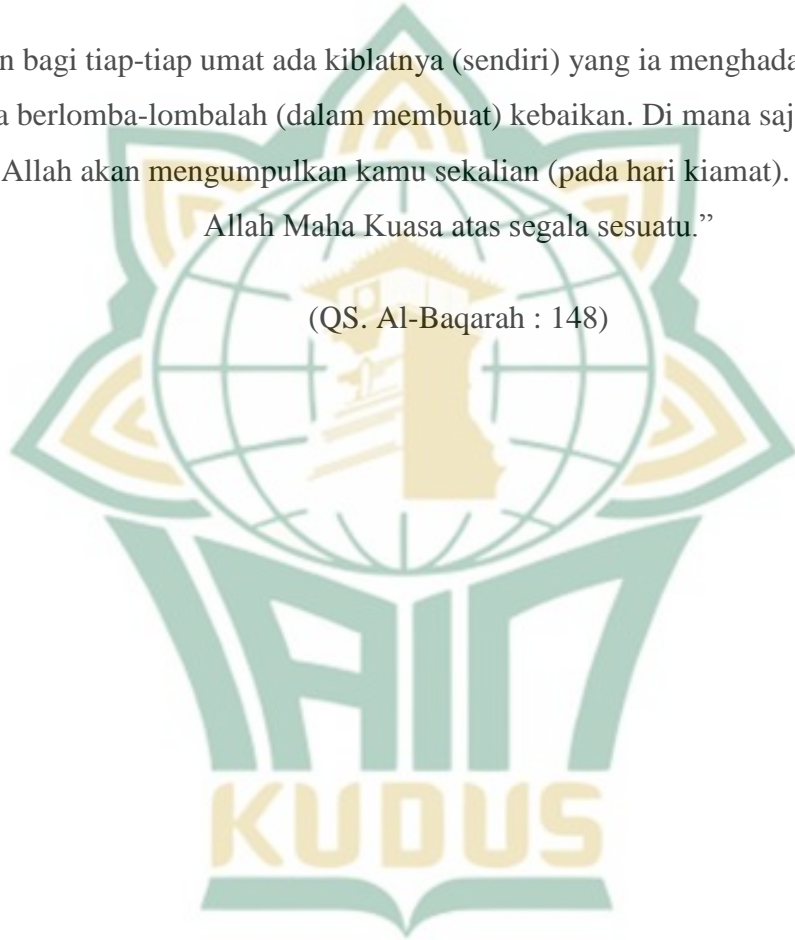 n bagi tiap-tiap umat ada kiblatnya (sendiri) yang ia menghada
a berlomba-lombalah (dalam membuat) kebaikan. Di mana saj
Allah akan mengumpulkan kamu sekalian (pada hari kiamat).
Allah Maha Kuasa atas segala sesuatu.”
(QS. Al-Baqarah : 148)
IAIN
KUDUS